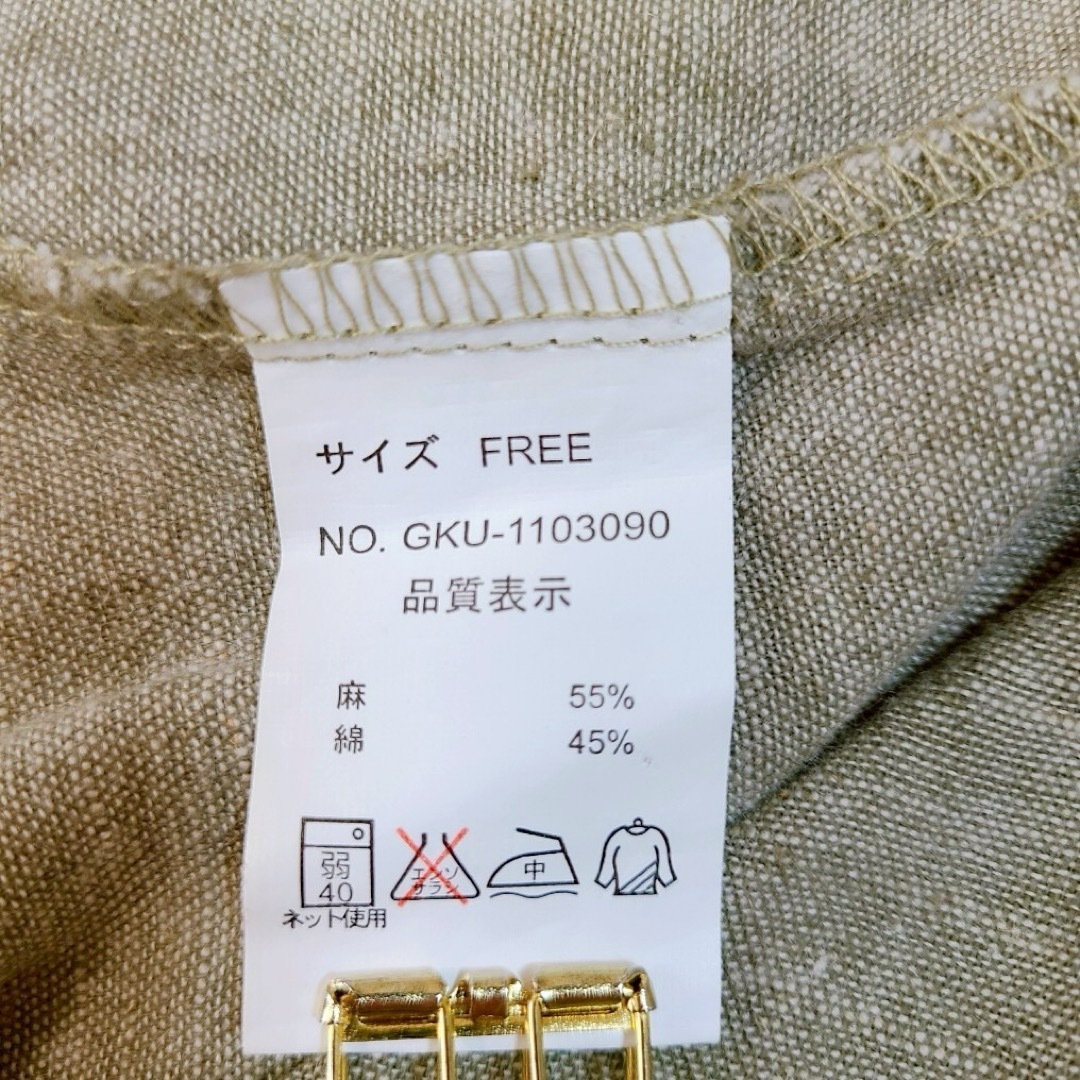 サイズ FREE
NO. GKU-1103090
品質表示
麻 55%
綿 45%
弱
40
ネット使用
エンソ
サラシ
中